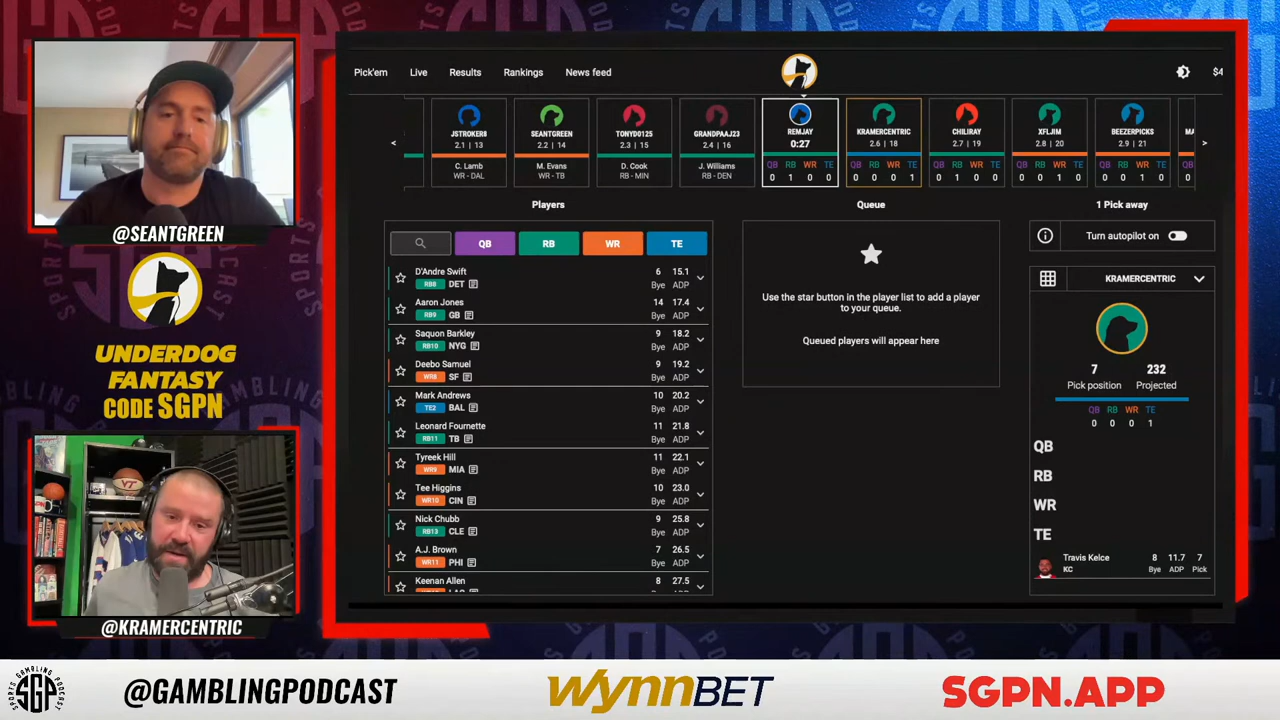 @SEANTGREEN
UNDERDOG
FANTASY
CODE SGPN
@KRAMERCENTRIC
Pick'em
Live
Results
Rankings
News feed
$4
<
JSTROKER8
2.1 | 13
C. Lamb
WR - DAL
SEANTGREEN
2.2 | 14
M. Evans
WR - TB
TONYD0125
2.3 | 15
D. Cook
RB - MIN
GRANDPAAJ23
2.4 | 16
J. Williams
RB - DEN
REMJAY
0:27
QB RB WR TE
0 1 0 0
KRAMERCENTRIC
2.6 | 18
QB RB WR TE
0 0 0 1
CHILIRAY
2.7 | 19
QB RB WR TE
0 1 0 0
XFLJIM
2.8 | 20
QB RB WR TE
0 0 1 0
BEEZERPICKS
2.9 | 21
QB RB WR TE
0 0 1 0
>
Players
QB
RB
WR
TE
D'Andre Swift 6 15.1
RB8 DET Bye ADP
Aaron Jones 14 17.4
RB9 GB Bye ADP
Saquon Barkley 9 18.2
RB10 NYG Bye ADP
Deebo Samuel 9 19.2
WR8 SF Bye ADP
Mark Andrews 10 20.2
TE2 BAL Bye ADP
Leonard Fournette 11 21.8
RB11 TB Bye ADP
Tyreek Hill 11 22.1
WR9 MIA Bye ADP
Tee Higgins 10 23.0
WR10 CIN Bye ADP
Nick Chubb 9 25.8
RB13 CLE Bye ADP
A.J. Brown 7 26.5
WR11 PHI Bye ADP
Keenan Allen 8 27.5
Queue
Use the star button in the player list to add a player
to your queue.
Queued players will appear here
1 Pick away
Turn autopilot on
KRAMERCENTRIC
7 232
Pick position Projected
QB RB WR TE
0 0 0 1
QB
RB
WR
TE
Travis Kelce 8 11.7 7
KC Bye ADP Pick
SPORTS GAMBLING PODCAST
SGP
@GAMBLINGPODCAST
WynnBET
SGPN.APP